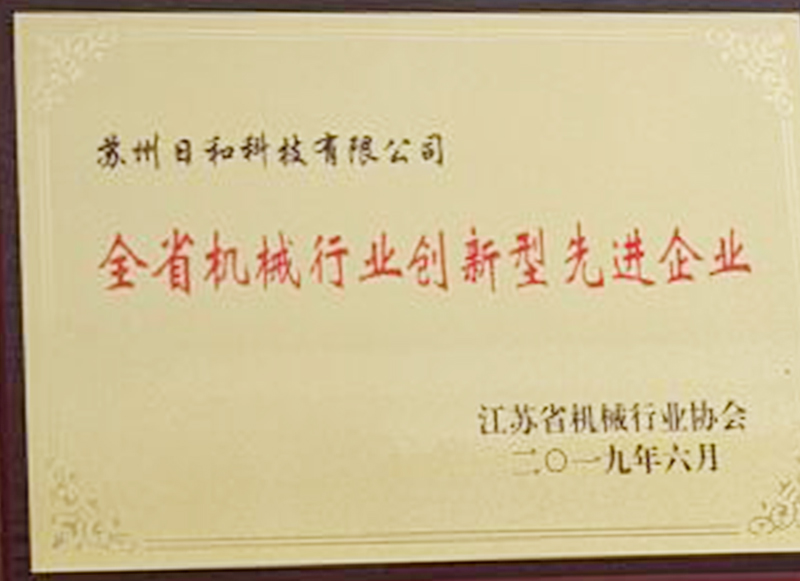 苏州日和科技有限公司
全省机械行业创新型先进企业
江苏省机械行业协会
二〇一九年六月